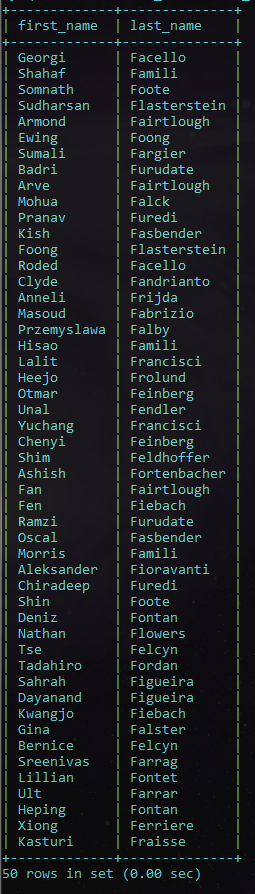 +-------------+--------------+
| first_name | last_name |
+-------------+--------------+
| Georgi | Facello |
| Shahaf | Famili |
| Somnath | Foote |
| Sudharsan | Flasterstein |
| Armond | Fairtlough |
| Ewing | Foong |
| Sumali | Fargier |
| Badri | Furudate |
| Arve | Fairtlough |
| Mohua | Falck |
| Pranav | Furedi |
| Kish | Fasbender |
| Foong | Flasterstein |
| Roded | Facello |
| Clyde | Fandrianto |
| Anneli | Frijda |
| Masoud | Fabrizio |
| Przemyslawa | Falby |
| Hisao | Famili |
| Lalit | Francisci |
| Heejo | Frolund |
| Otmar | Feinberg |
| Unal | Fendler |
| Yuchang | Francisci |
| Chenyi | Feinberg |
| Shim | Feldhoffer |
| Ashish | Fortenbacher |
| Fan | Fairtlough |
| Fen | Fiebach |
| Ramzi | Furudate |
| Oscal | Fasbender |
| Morris | Famili |
| Aleksander | Fioravanti |
| Chiradeep | Furedi |
| Shin | Foote |
| Deniz | Fontan |
| Nathan | Flowers |
| Tse | Felcyn |
| Tadahiro | Fordan |
| Sahrah | Figueira |
| Dayanand | Figueira |
| Kwangjo | Fiebach |
| Gina | Falster |
| Bernice | Felcyn |
| Sreenivas | Farrag |
| Lillian | Fontet |
| Ult | Farrar |
| Heping | Fontan |
| Xiong | Ferriere |
| Kasturi | Fraisse |
+-------------+--------------+
50 rows in set (0.00 sec)